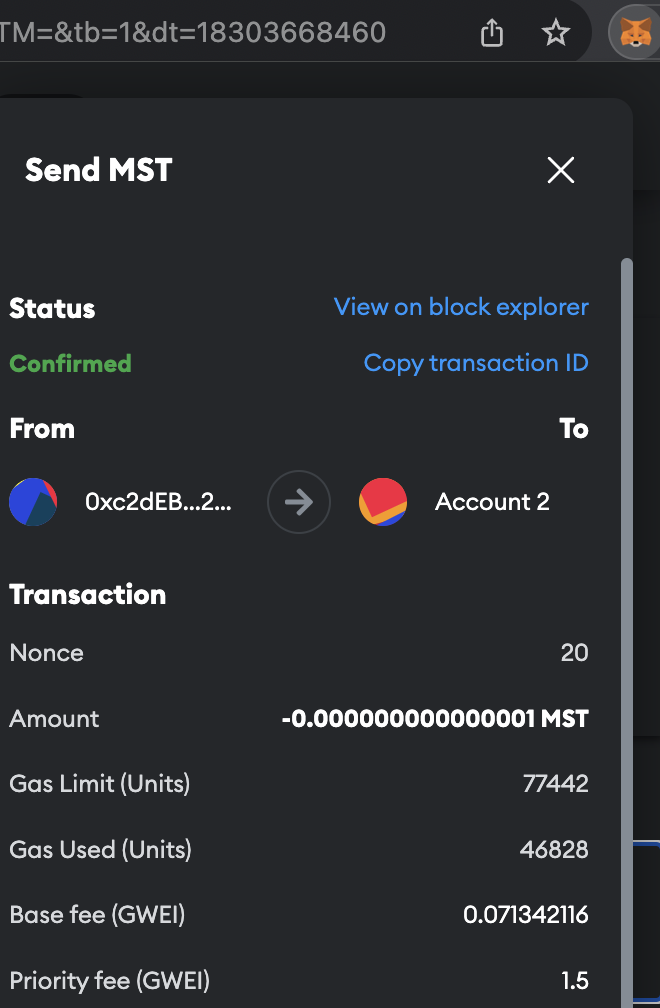 TM=&tb=1&dt=18303668460
Send MST
Status View on block explorer
Confirmed Copy transaction ID
From To
0xc2dEB...2... Account 2
Transaction
Nonce 20
Amount -0.000000000000001 MST
Gas Limit (Units) 77442
Gas Used (Units) 46828
Base fee (GWEI) 0.071342116
Priority fee (GWEI) 1.5